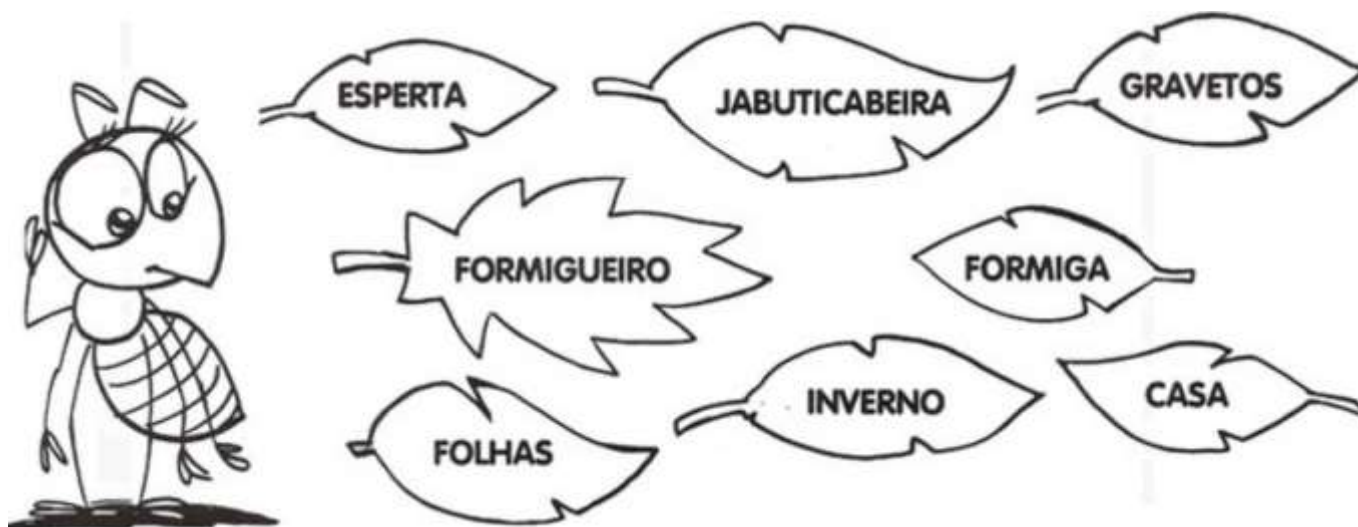 ESPERTA
JABUTICABEIRA
GRAVETOS
FORMIGUEIRO
FORMIGA
FOLHAS
INVERNO
CASA